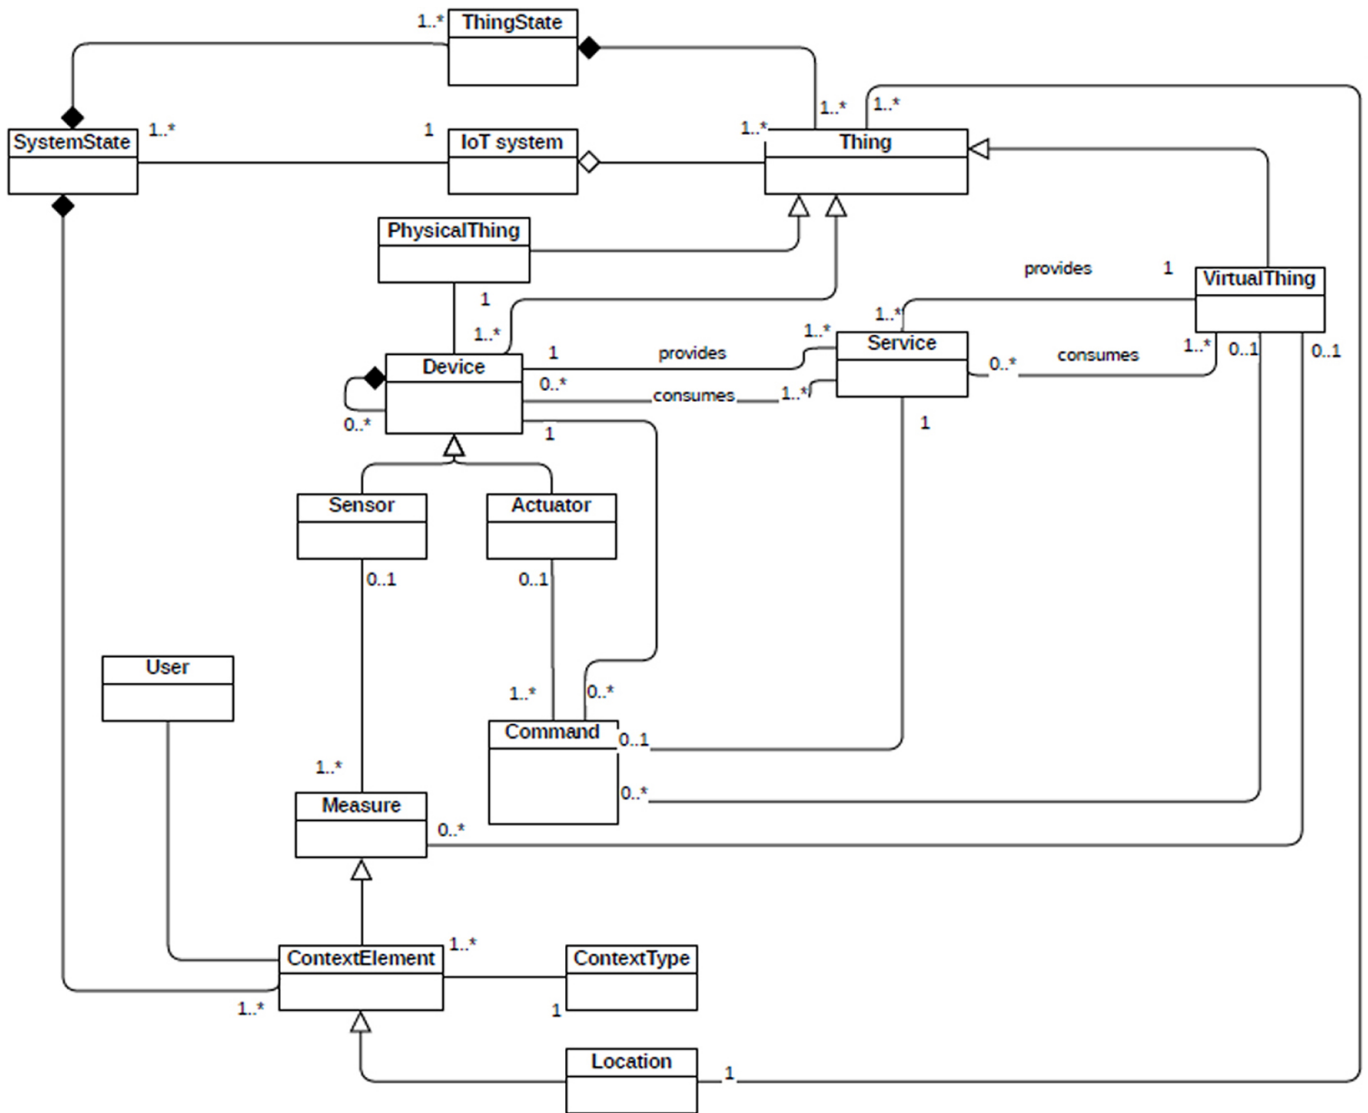 1..*
ThingState
1..*
1..*
SystemState
1..*
1
IoT system
1..*
Thing
PhysicalThing
provides
1
VirtualThing
1
1..*
1..*
1..*
Service
1..*
0..1
0..1
Device
1
provides
0..*
consumes
1..*
0..*
consumes
0..*
1
1
Sensor
Actuator
0..1
0..1
User
1..*
0..*
Command
0..1
1..*
0..*
Measure
0..*
1..*
ContextElement
ContextType
1..*
1
Location
1